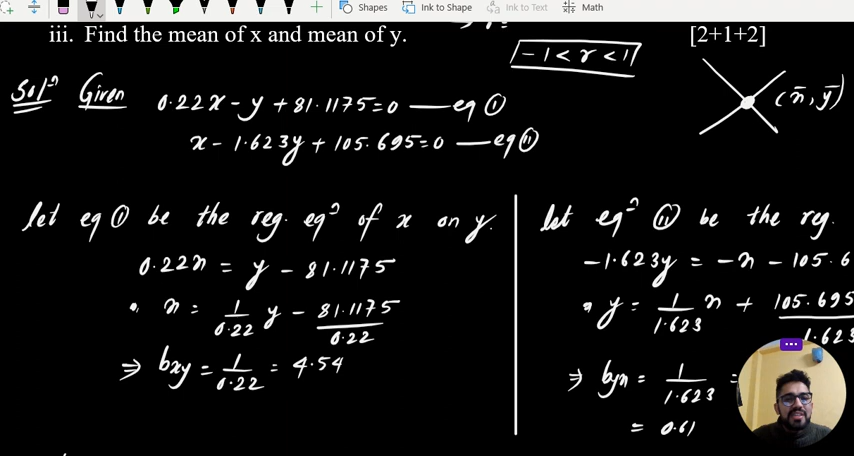 Shapes Ink to Shape Ink to Text Math
iii. Find the mean of x and mean of y. [2+1+2]
-1<r<1
Solⁿ Given 0.22x-y+81.1175=0 — eq ①
(x̄, ȳ)
x-1.623y+105.695=0 — eq ⑪
let eq ① be the reg. eqⁿ of x on y.
0.22x = y - 81.1175
x = 1/0.22 y - 81.1175/0.22
⇒ bxy = 1/0.22 = 4.54
let eqⁿ ⑪ be the reg.
-1.623y = -x - 105.6
y = 1/1.623 x + 105.695/1.623
⇒ byx = 1/1.623 =
= 0.61